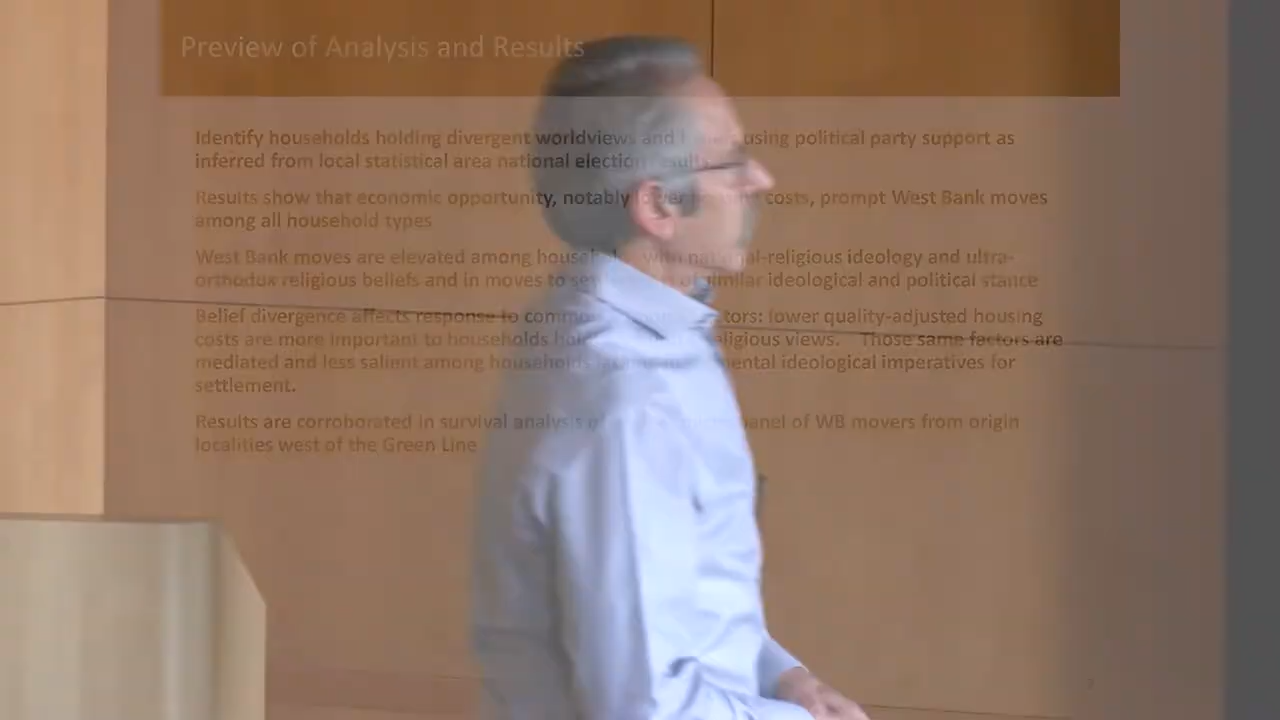 Preview of Analysis and Results
Identify households holding divergent worldviews and using political party support as
inferred from local statistical area national election results
Results show that economic opportunity, notably lower costs, prompt West Bank moves
among all household types
West Bank moves are elevated among households with national-religious ideology and ultra-
orthodox religious beliefs and in moves to similar ideological and political stance
Belief divergence affects response to common tors: lower quality-adjusted housing
costs are more important to households religious views. Those same factors are
mediated and less salient among households ideological imperatives for
settlement.
Results are corroborated in survival analysis of panel of WB movers from origin
localities west of the Green Line